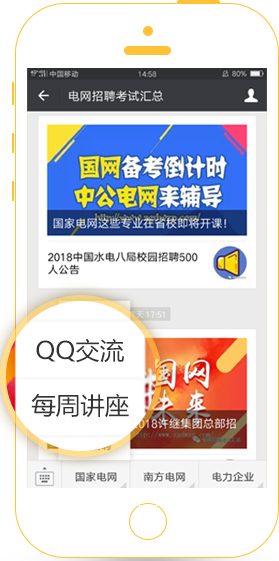 中国移动 14:58 80%
电网招聘考试汇总
国网备考倒计时
中公电网来辅导
国家电网这些专业在省校即将开课！
2018中国水电八局校园招聘500
人公告
天 17:51
QQ交流
每周讲座
国网
未来
2018许继集团总部招
国家电网 南方电网 电力企业